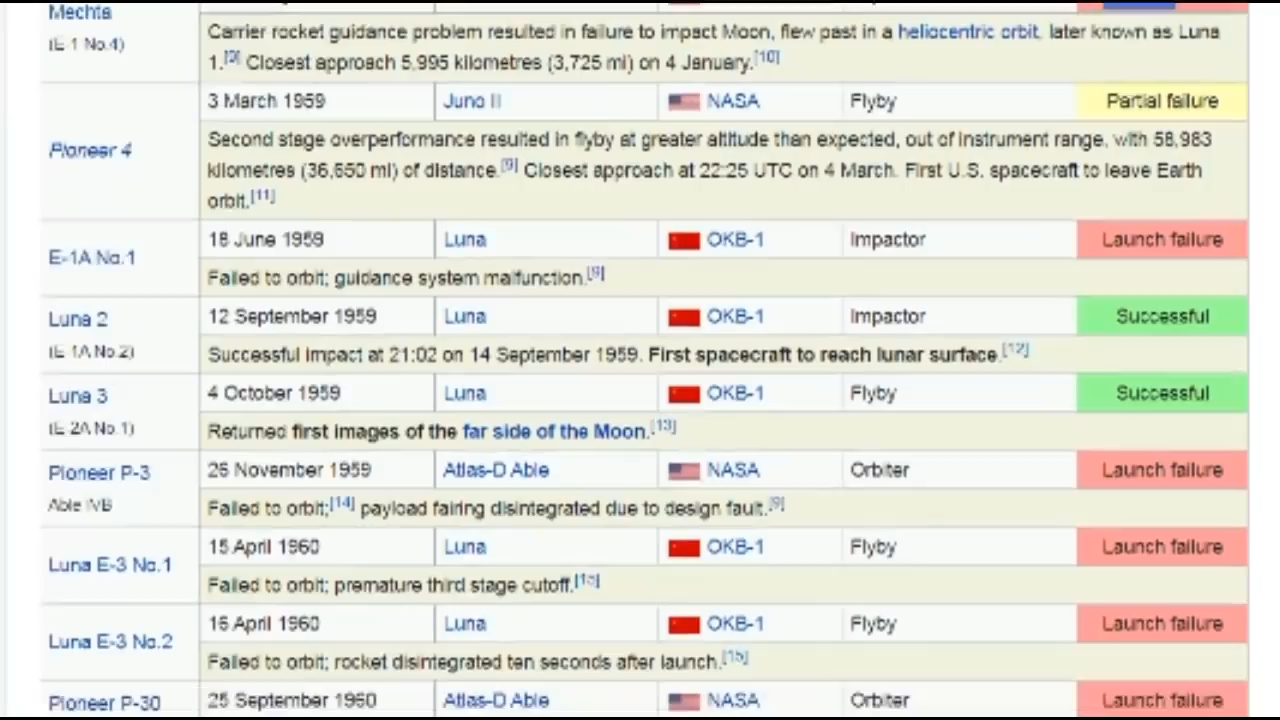 Mechta
(E-1 No.4)
Carrier rocket guidance problem resulted in failure to impact Moon, flew past in a heliocentric orbit, later known as Luna
1.[9] Closest approach 5,995 kilometres (3,725 mi) on 4 January.[10]
Pioneer 4
3 March 1959 Juno II NASA Flyby Partial failure
Second stage overperformance resulted in flyby at greater altitude than expected, out of instrument range, with 58,983
kilometres (36,650 mi) of distance.[9] Closest approach at 22:25 UTC on 4 March. First U.S. spacecraft to leave Earth
orbit.[11]
E-1A No.1
18 June 1959 Luna OKB-1 Impactor Launch failure
Failed to orbit; guidance system malfunction.[9]
Luna 2
(E-1A No.2)
12 September 1959 Luna OKB-1 Impactor Successful
Successful impact at 21:02 on 14 September 1959. First spacecraft to reach lunar surface.[12]
Luna 3
(E-2A No.1)
4 October 1959 Luna OKB-1 Flyby Successful
Returned first images of the far side of the Moon.[13]
Pioneer P-3
Able IVB
26 November 1959 Atlas-D Able NASA Orbiter Launch failure
Failed to orbit;[14] payload fairing disintegrated due to design fault.[9]
Luna E-3 No.1
15 April 1960 Luna OKB-1 Flyby Launch failure
Failed to orbit; premature third stage cutoff.[15]
Luna E-3 No.2
16 April 1960 Luna OKB-1 Flyby Launch failure
Failed to orbit; rocket disintegrated ten seconds after launch.[15]
Pioneer P-30
25 September 1960 Atlas-D Able NASA Orbiter Launch failure